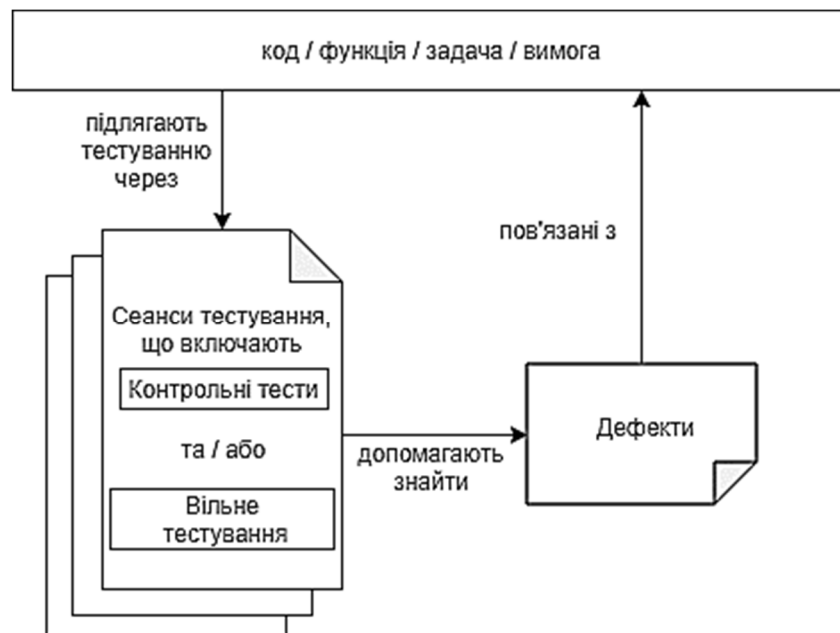 код / функція / задача / вимога
підлягають
тестуванню
через
пов'язані з
Сеанси тестування,
що включають
Контрольні тести
та / або
Вільне
тестування
допомагають
знайти
Дефекти